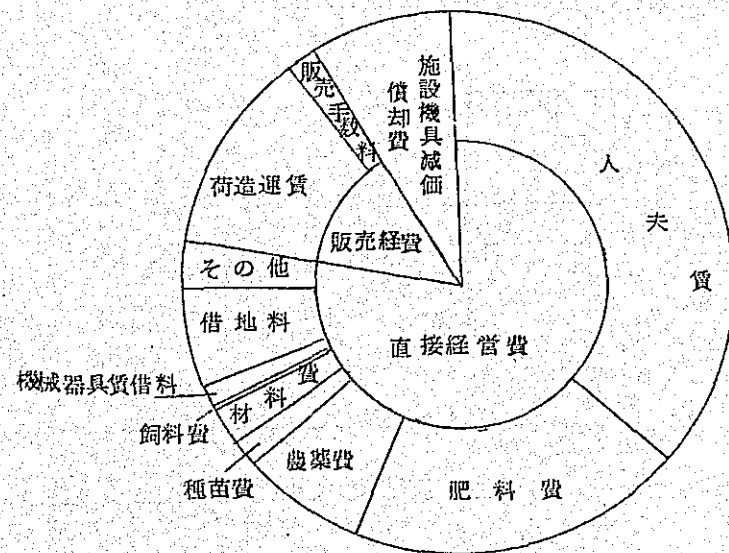 人夫賃
肥料費
農薬費
種苗費
材料費
飼料費
機械器具賃借料
借地料
その他
荷造運賃
販売手数料
施設機具減価
償却費
販売経費
直接経営費